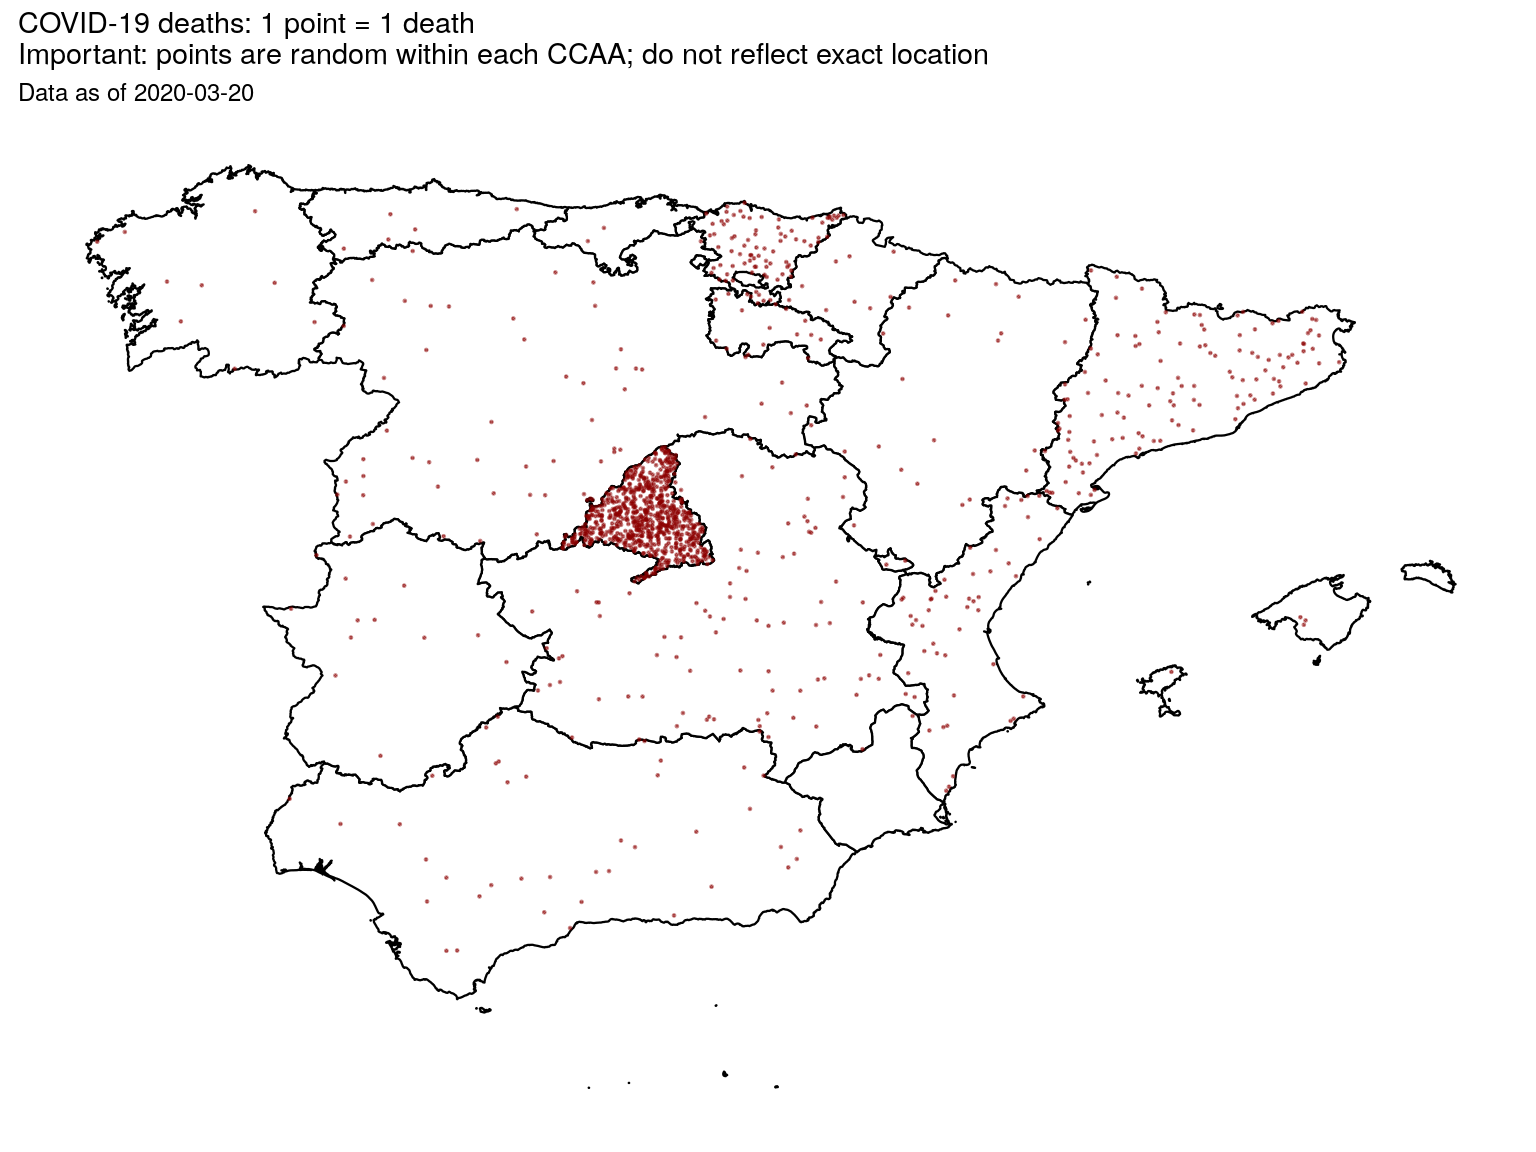 COVID-19 deaths: 1 point = 1 death
Important: points are random within each CCAA; do not reflect exact location
Data as of 2020-03-20